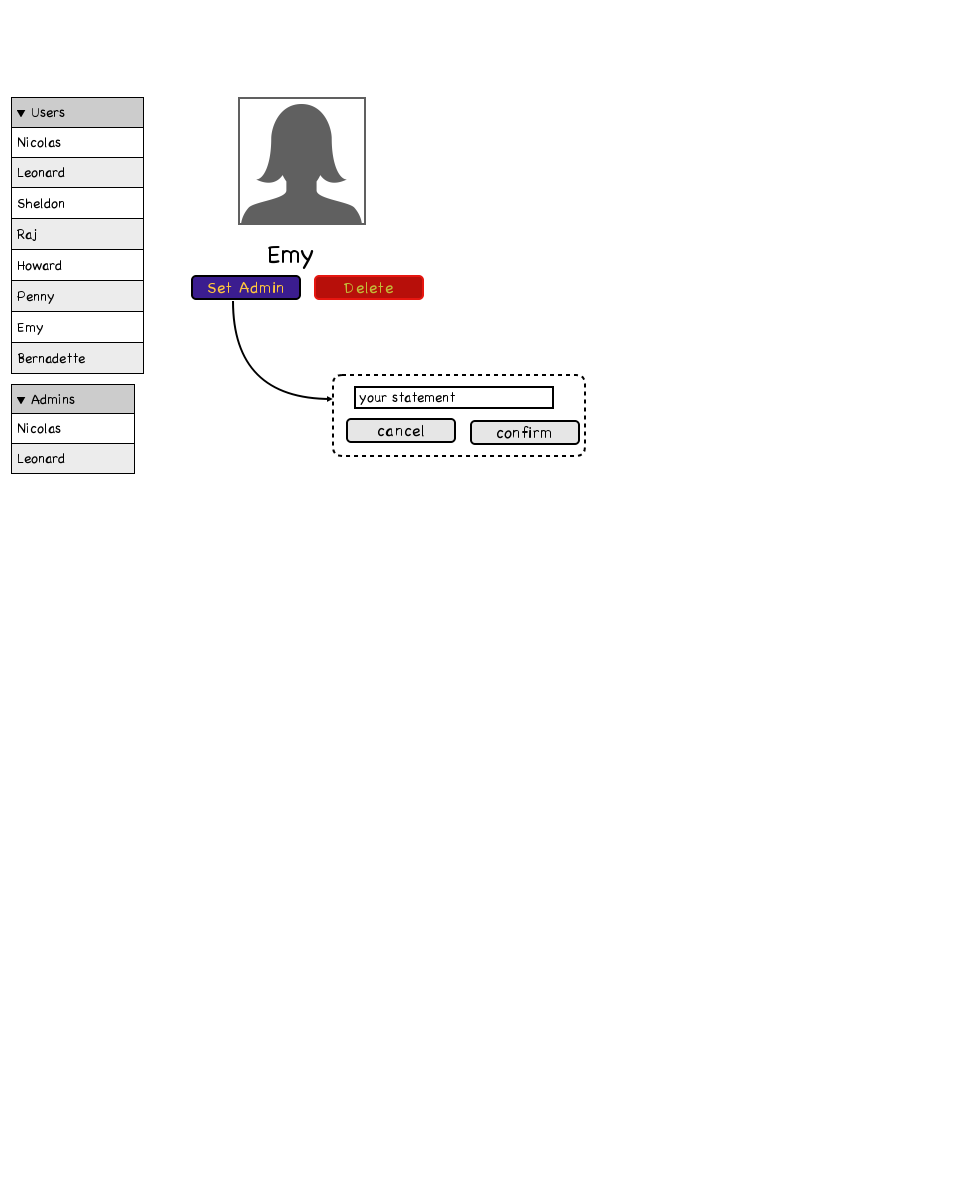 Users
Nicolas
Leonard
Sheldon
Raj
Howard
Penny
Emy
Bernadette
Admins
Nicolas
Leonard
Emy
Set Admin
Delete
your statement
cancel
confirm